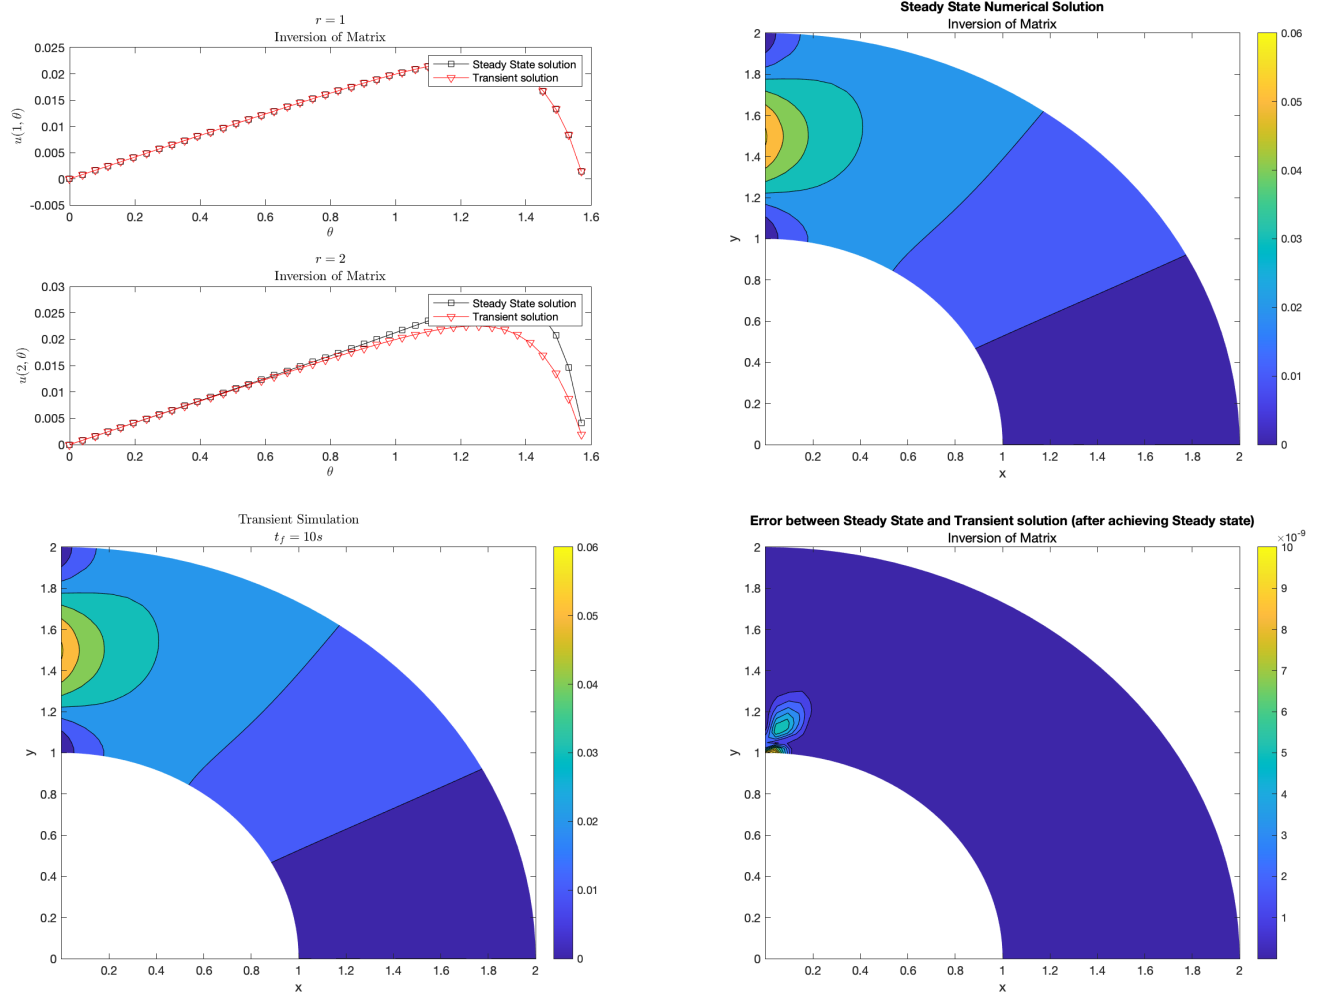 r = 1
Inversion of Matrix
0.025
0.02
0.015
0.01
0.005
0
-0.005
u(1, θ)
Steady State solution
Transient solution
0 0.2 0.4 0.6 0.8 1 1.2 1.4 1.6
θ
r = 2
Inversion of Matrix
0.03
0.025
0.02
0.015
0.01
0.005
0
u(2, θ)
Steady State solution
Transient solution
0 0.2 0.4 0.6 0.8 1 1.2 1.4 1.6
θ
Steady State Numerical Solution
Inversion of Matrix
2
1.8
1.6
1.4
1.2
1
0.8
0.6
0.4
0.2
0
y
0.2 0.4 0.6 0.8 1 1.2 1.4 1.6 1.8 2
x
0.06
0.05
0.04
0.03
0.02
0.01
0
Transient Simulation
t_f = 10s
2
1.8
1.6
1.4
1.2
1
0.8
0.6
0.4
0.2
0
y
0.2 0.4 0.6 0.8 1 1.2 1.4 1.6 1.8 2
x
0.06
0.05
0.04
0.03
0.02
0.01
0
Error between Steady State and Transient solution (after achieving Steady state)
Inversion of Matrix
2
1.8
1.6
1.4
1.2
1
0.8
0.6
0.4
0.2
0
y
0.2 0.4 0.6 0.8 1 1.2 1.4 1.6 1.8 2
x
×10⁻⁹
10
9
8
7
6
5
4
3
2
1